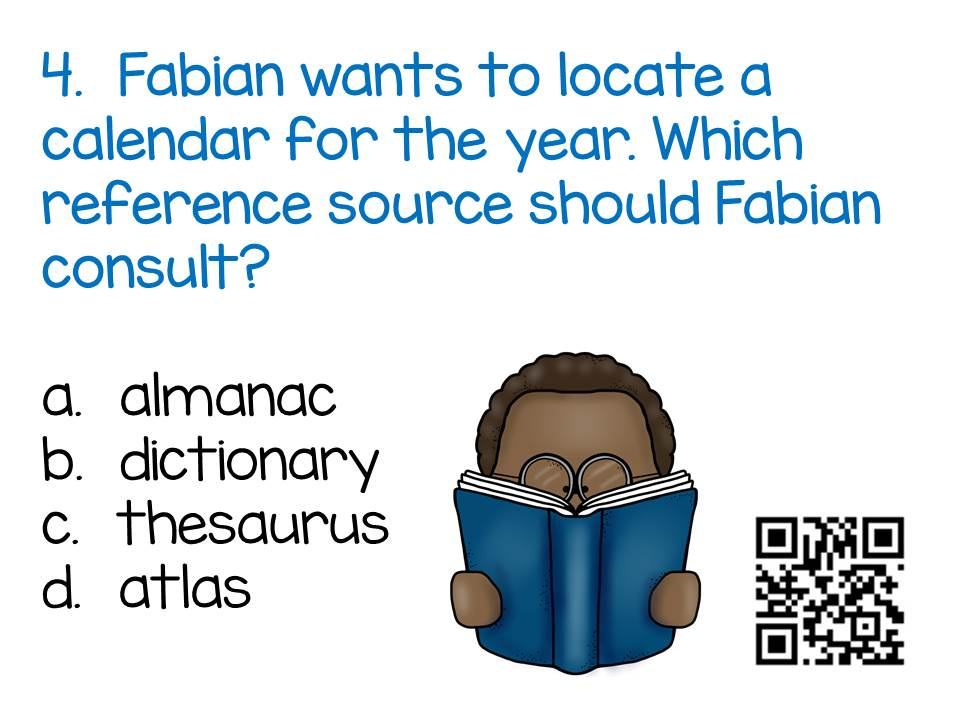 4. Fabian wants to locate a
calendar for the year. Which
reference source should Fabian
consult?
a. almanac
b. dictionary
c. thesaurus
d. atlas